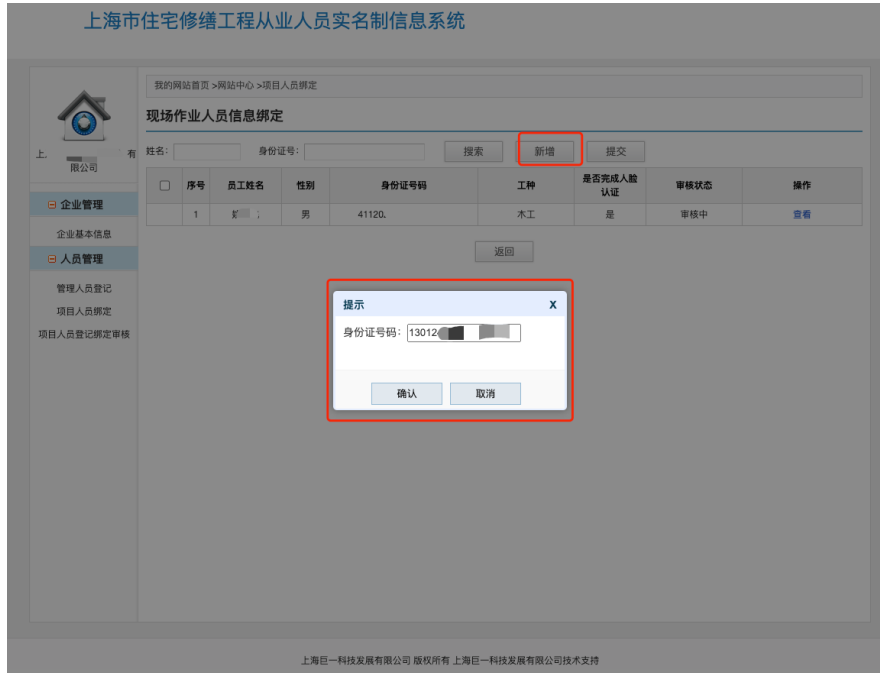 上海市住宅修缮工程从业人员实名制信息系统
我的网站首页 >网站中心 >项目人员绑定
现场作业人员信息绑定
上 有
限公司
姓名: 身份证号: 搜索 新增 提交
序号 员工姓名 性别 身份证号码 工种 是否完成人脸认证 审核状态 操作
1 男 41120. 木工 是 审核中 查看
返回
企业管理
企业基本信息
人员管理
管理人员登记
项目人员绑定
项目人员登记绑定审核
提示 X
身份证号码: 13012
确认 取消
上海巨一科技发展有限公司 版权所有 上海巨一科技发展有限公司技术支持